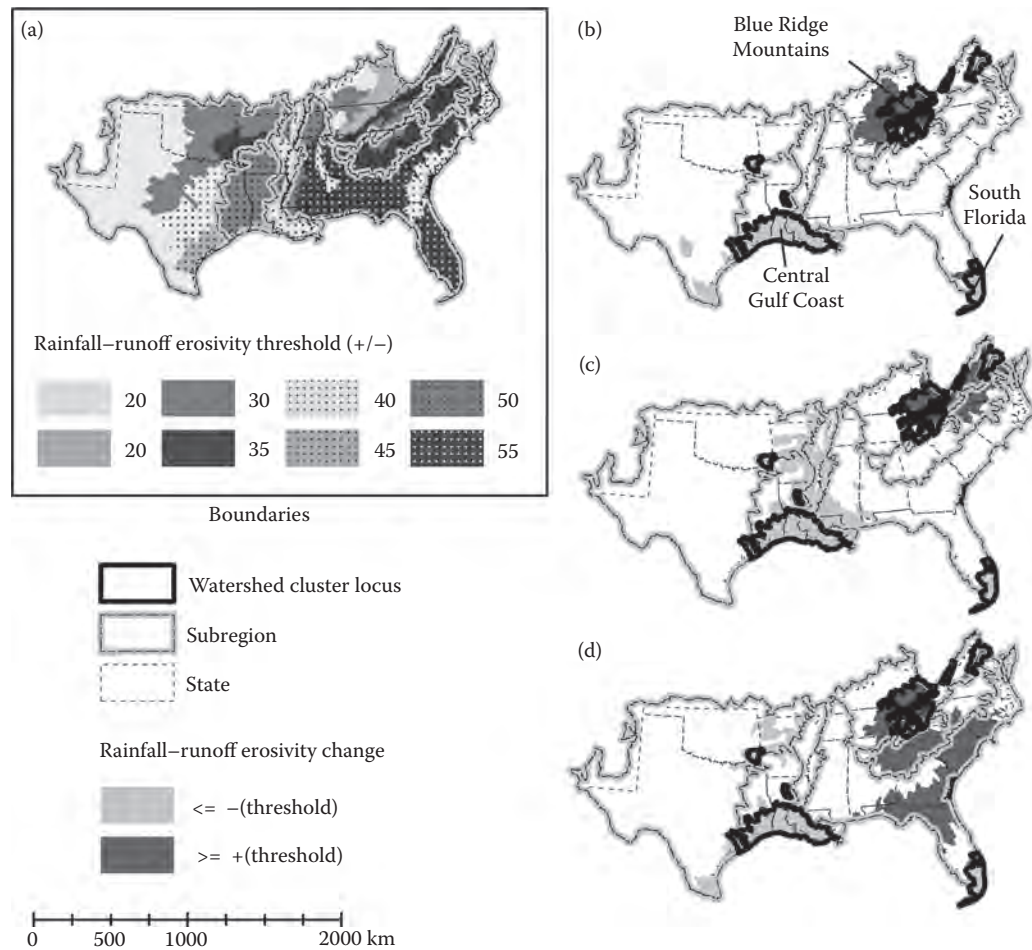 (a)
Rainfall–runoff erosivity threshold (+/–)
20 30 40 50
20 35 45 55
Boundaries
Watershed cluster locus
Subregion
State
Rainfall–runoff erosivity change
<= –(threshold)
>= +(threshold)
0 500 1000 2000 km
(b)
Blue Ridge
Mountains
South
Florida
Central
Gulf Coast
(c)
(d)